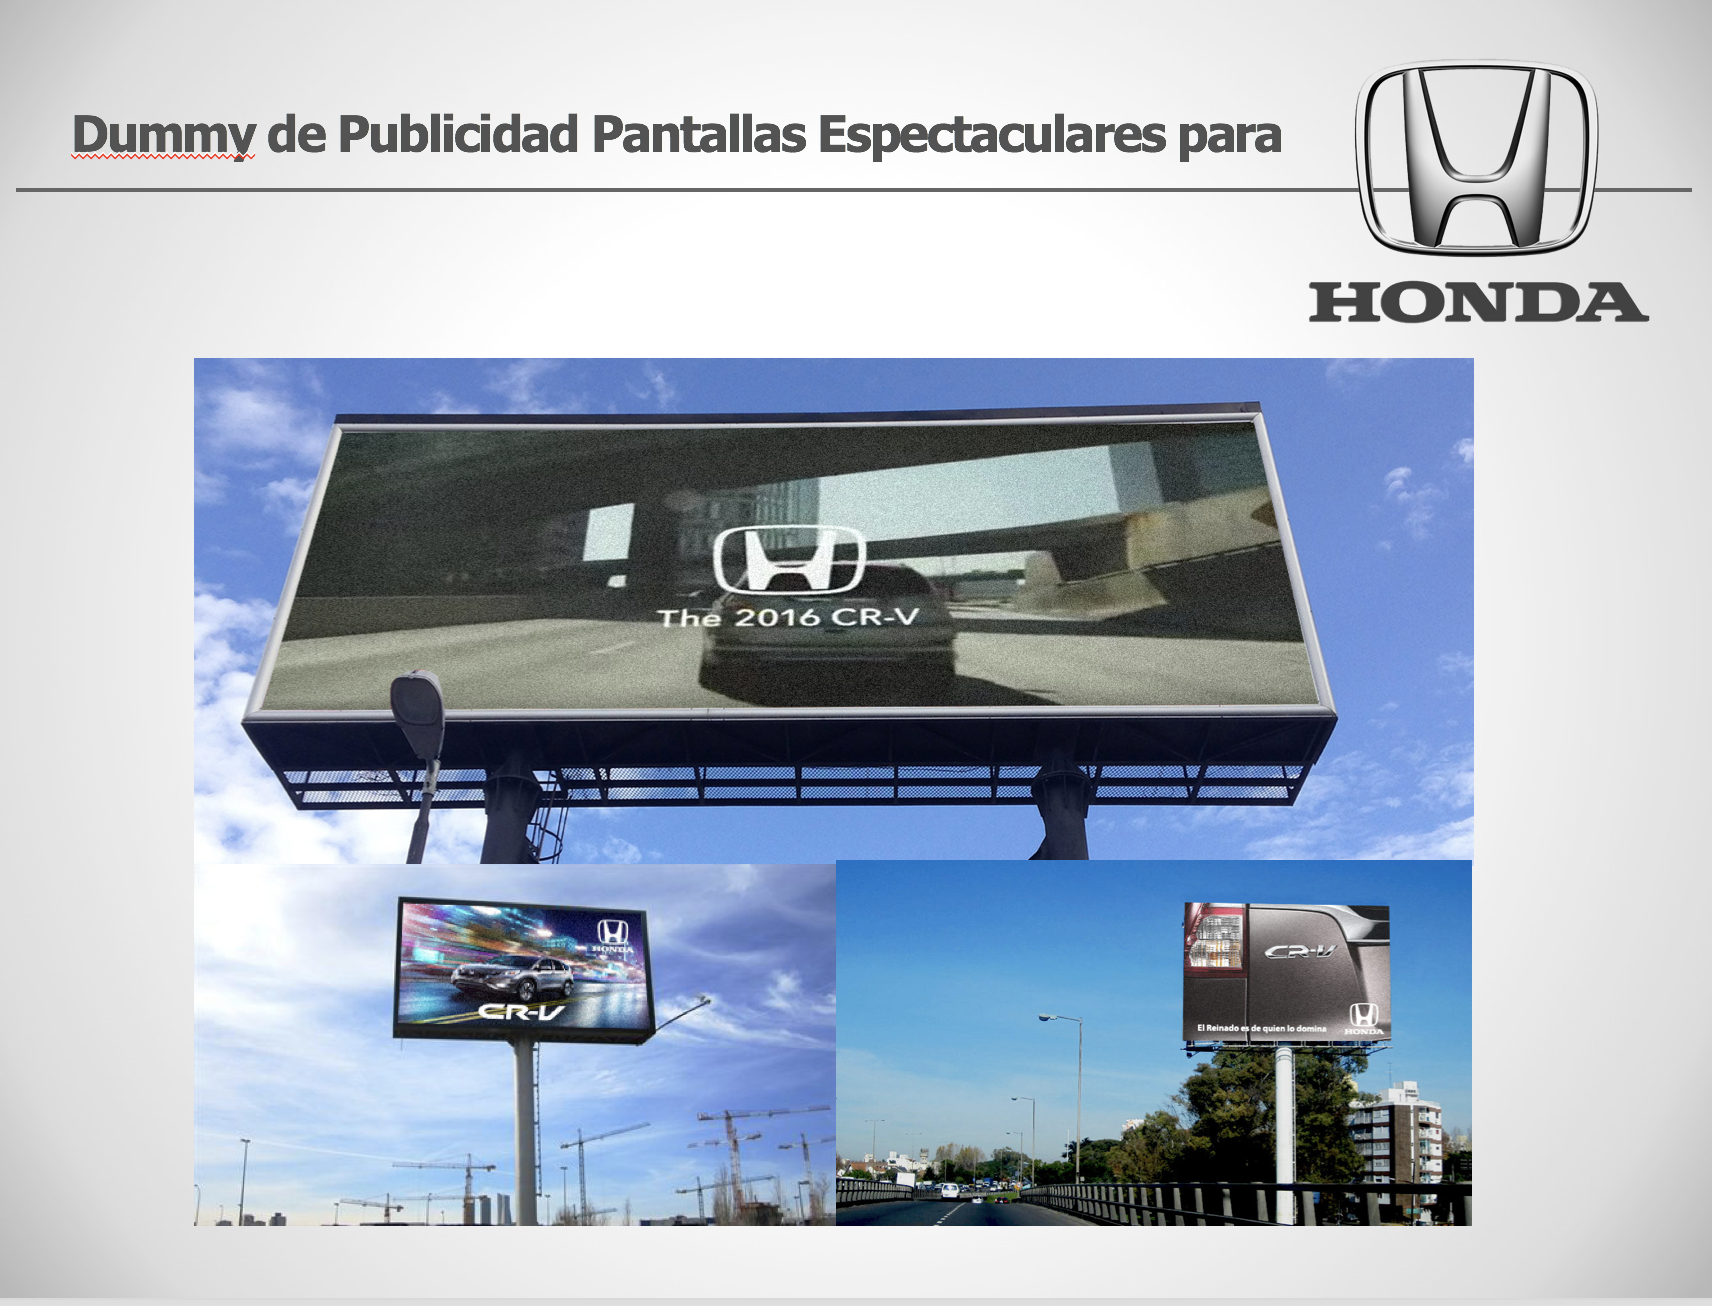 Dummy de Publicidad Pantallas Espectaculares para
HONDA
The 2016 CR-V
HONDA
CR-V
CR-V
El Reinado es de quien lo domina
HONDA